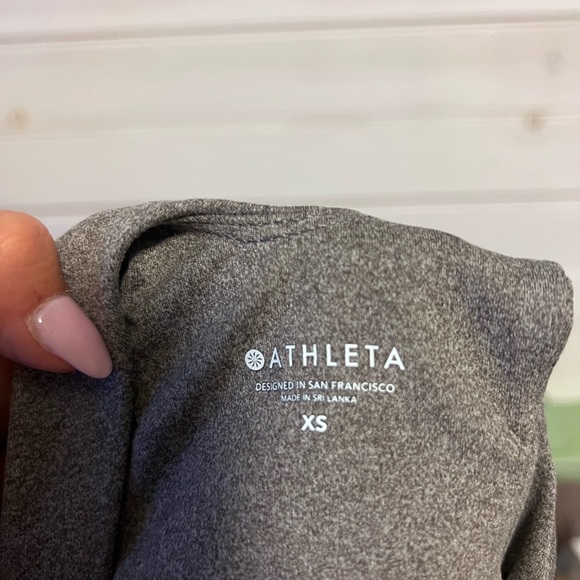 ATHLETA
DESIGNED IN SAN FRANCISCO
MADE IN SRI LANKA
XS